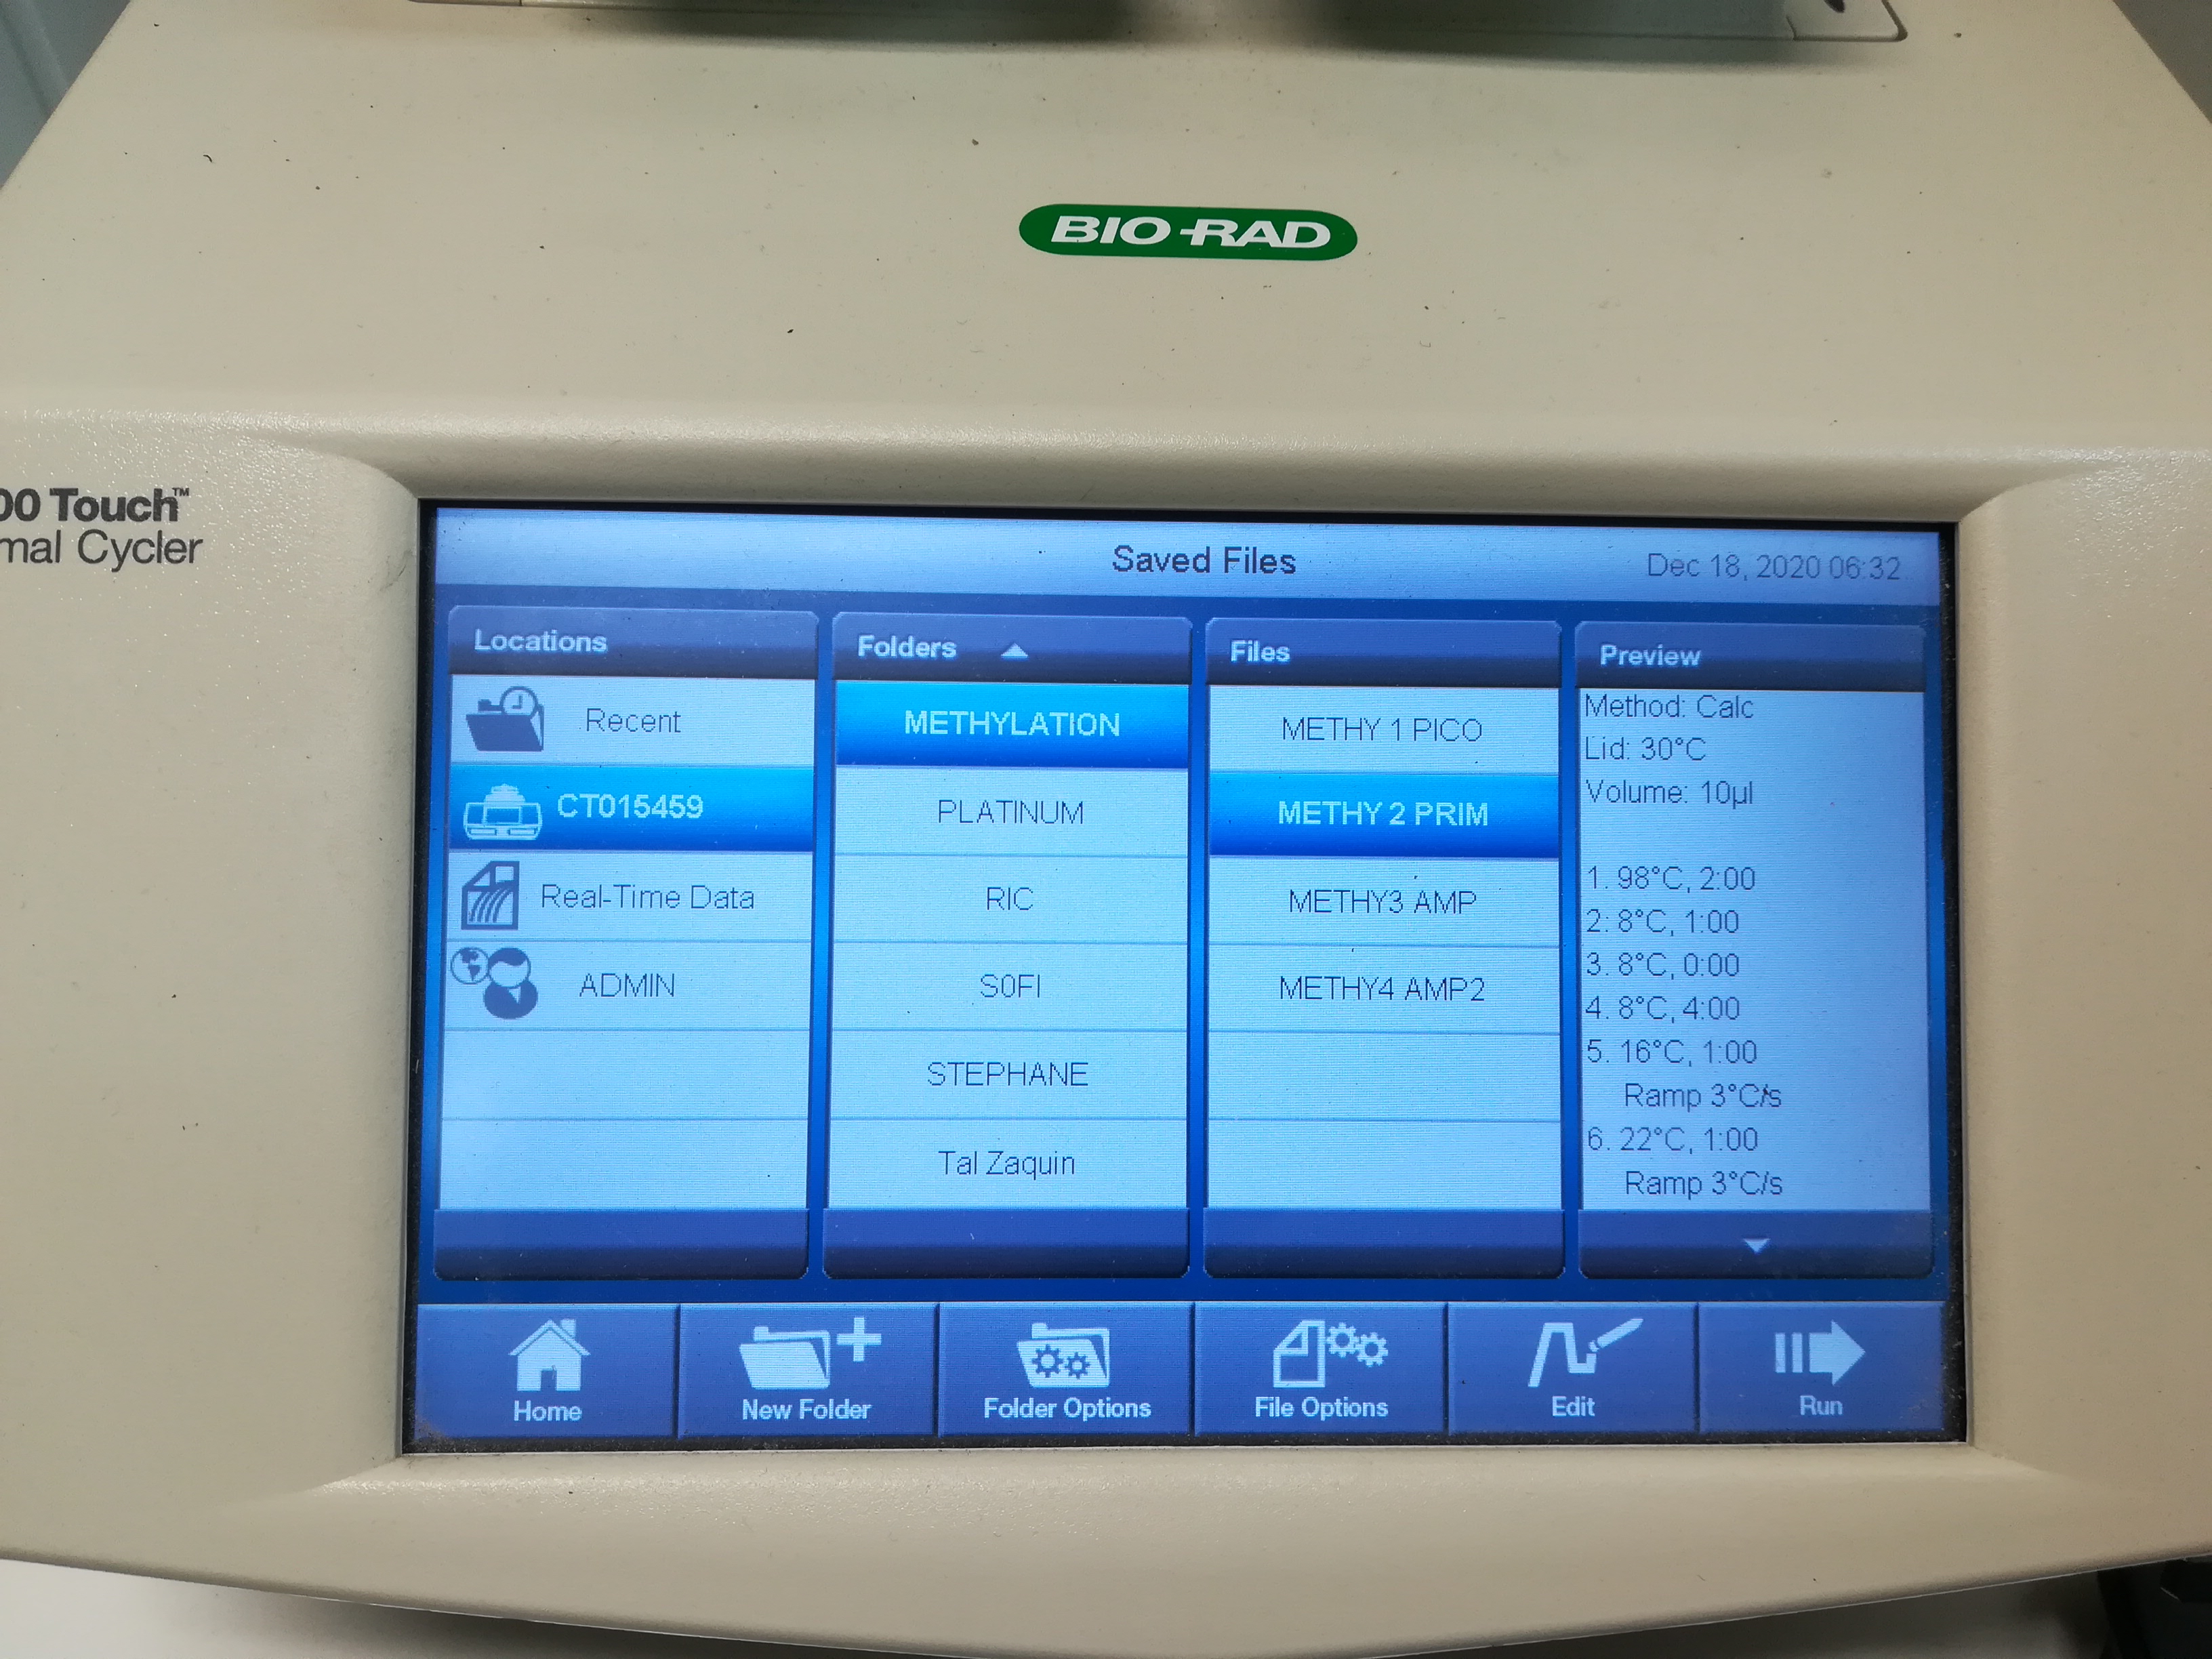 BIO-RAD
00 Touch™
mal Cycler
Saved Files
Dec 18, 2020 06:32
Locations
Recent
CT015459
Real-Time Data
ADMIN
Folders
METHYLATION
PLATINUM
RIC
S0FI
STEPHANE
Tal Zaquin
Files
METHY 1 PICO
METHY 2 PRIM
METHY3 AMP
METHY4 AMP2
Preview
Method: Calc
Lid: 30°C
Volume: 10µl
1. 98°C, 2:00
2: 8°C, 1:00
3. 8°C, 0:00
4. 8°C, 4:00
5. 16°C, 1:00
Ramp 3°C/s
6. 22°C, 1:00
Ramp 3°C/s
Home
New Folder
Folder Options
File Options
Edit
Run